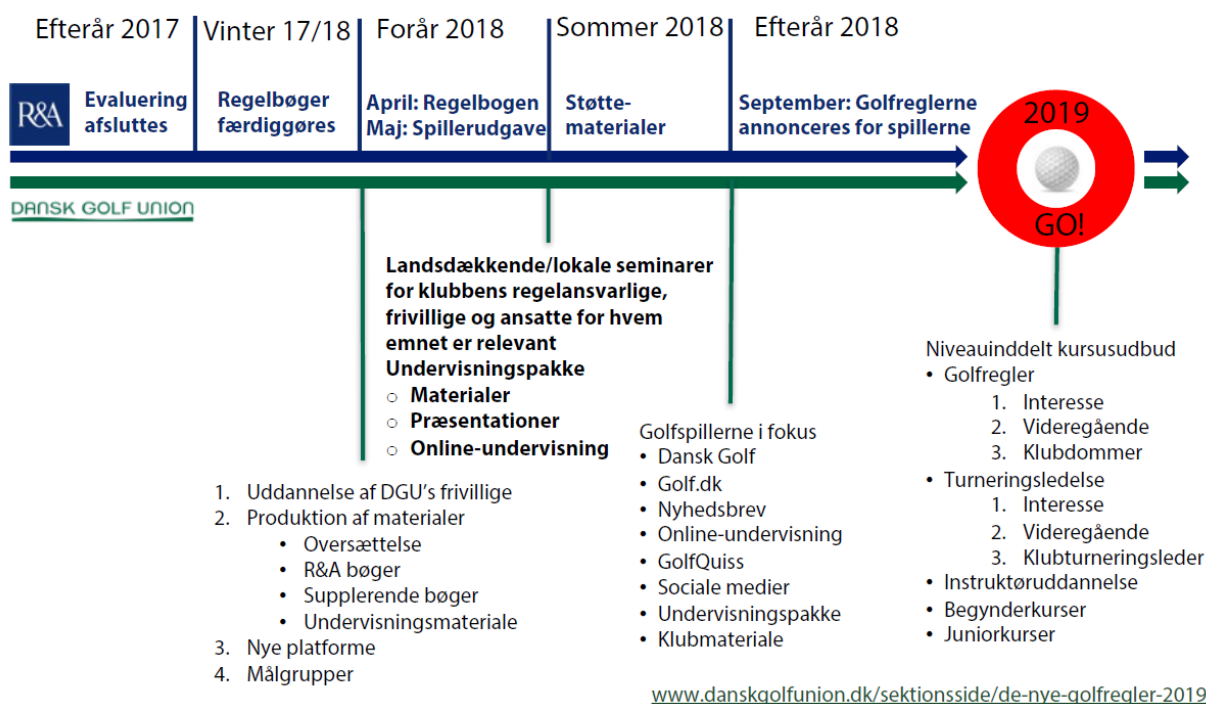 Efterår 2017
Vinter 17/18
Forår 2018
Sommer 2018
Efterår 2018
R&A
Evaluering
afsluttes
Regelbøger
færdiggøres
April: Regelbogen
Maj: Spillerudgave
Støtte-
materialer
September: Golfreglerne
annonceres for spillerne
2019
GO!
DANSK GOLF UNION
Landsdækkende/lokale seminarer
for klubbens regelansvarlige,
frivillige og ansatte for hvem
emnet er relevant
Undervisningspakke
○ Materialer
○ Præsentationer
○ Online-undervisning
1. Uddannelse af DGU's frivillige
2. Produktion af materialer
• Oversættelse
• R&A bøger
• Supplerende bøger
• Undervisningsmateriale
3. Nye platforme
4. Målgrupper
Golfspillerne i fokus
• Dansk Golf
• Golf.dk
• Nyhedsbrev
• Online-undervisning
• GolfQuiss
• Sociale medier
• Undervisningspakke
• Klubmateriale
Niveauinddelt kursusudbud
• Golfregler
1. Interesse
2. Videregående
3. Klubdommer
• Turneringsledelse
1. Interesse
2. Videregående
3. Klubturneringsleder
• Instruktøruddannelse
• Begynderkurser
• Juniorkurser
www.danskgolfunion.dk/sektionsside/de-nye-golfregler-2019